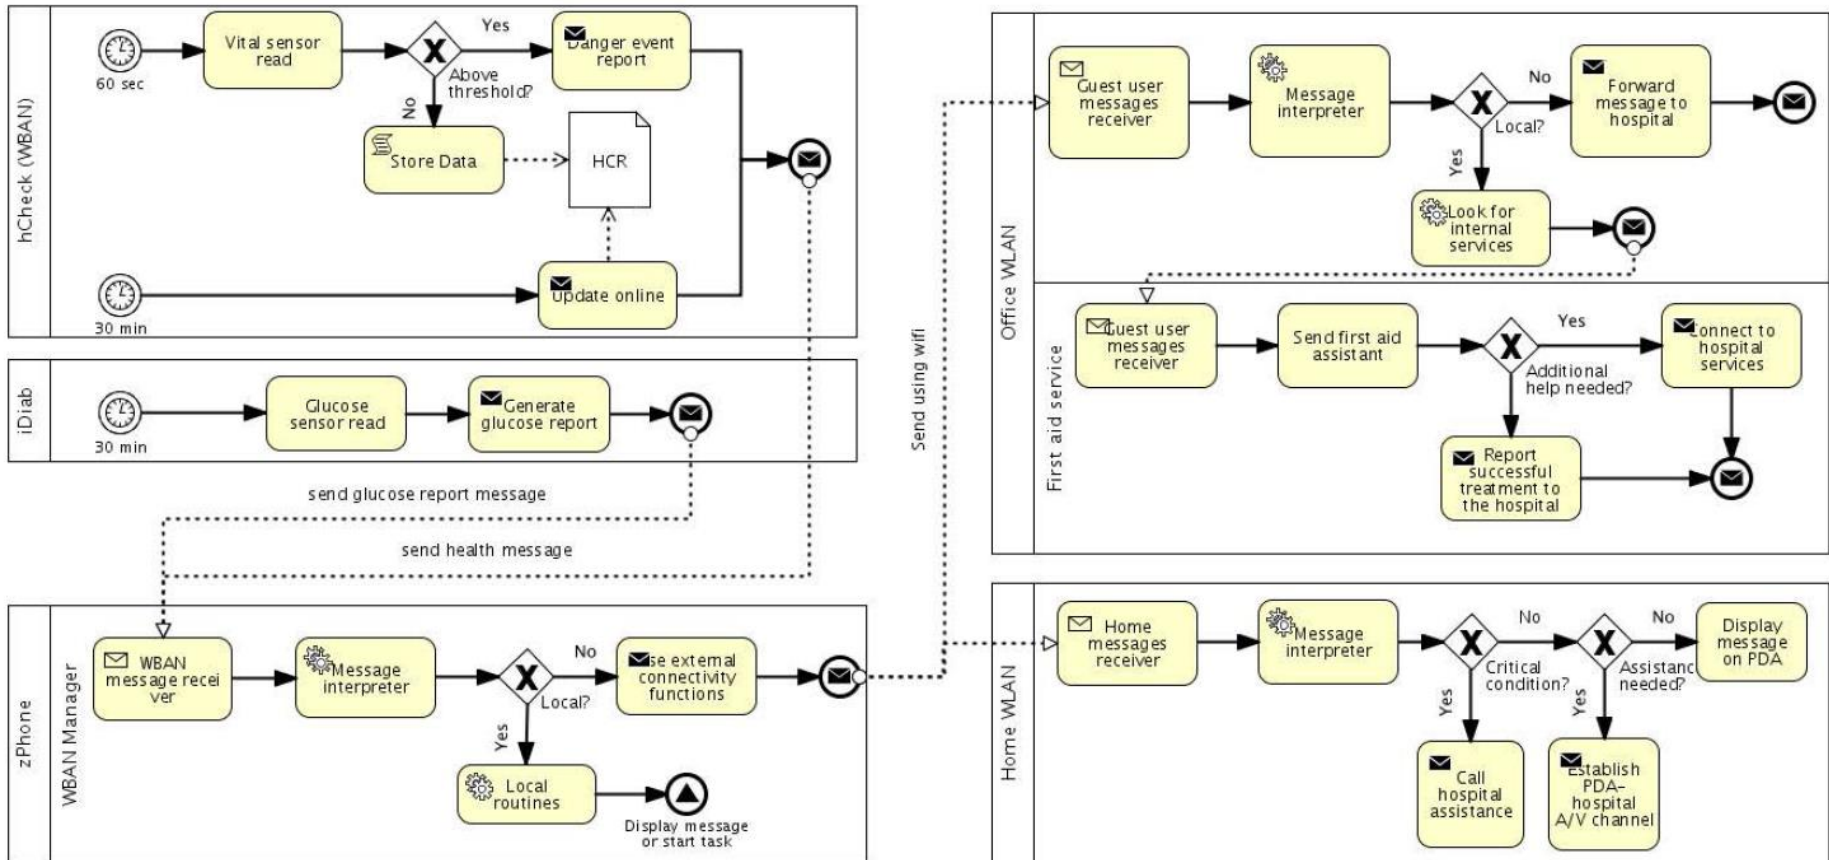 hCheck (WBAN)
60 sec
Vital sensor
read
Yes
Above
threshold?
No
Danger event
report
Store Data
HCR
30 min
Update online
iDiab
30 min
Glucose
sensor read
Generate
glucose report
send glucose report message
send health message
Send using wifi
zPhone
WBAN Manager
WBAN
message recei
ver
Message
interpreter
No
Local?
Yes
Use external
connectivity
functions
Local
routines
Display message
or start task
Office WLAN
Guest user
messages
receiver
Message
interpreter
No
Local?
Yes
Forward
message to
hospital
Look for
internal
services
First aid service
Guest user
messages
receiver
Send first aid
assistant
Yes
Additional
help needed?
Connect to
hospital
services
Report
successful
treatment to
the hospital
Home WLAN
Home
messages
receiver
Message
interpreter
No
Critical
condition?
Yes
No
Assistance
needed?
Yes
Display
message
on PDA
Call
hospital
assistance
Establish
PDA-
hospital
A/V channel